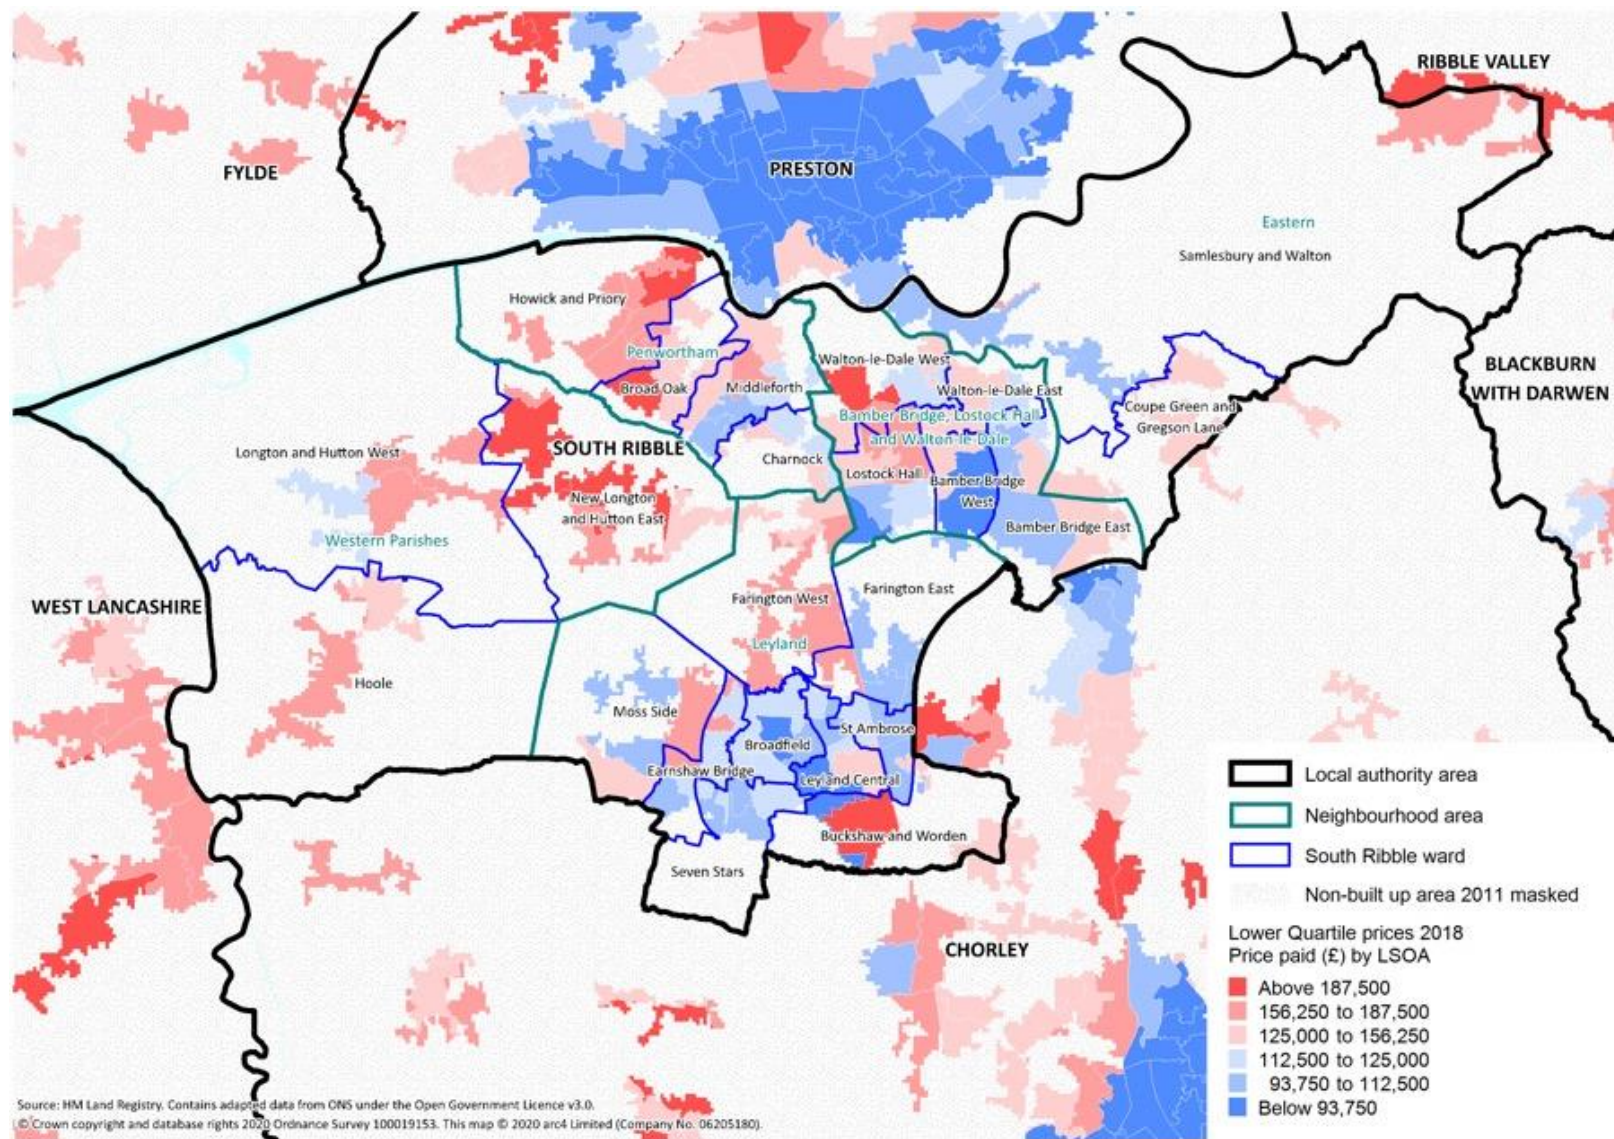 RIBBLE VALLEY
FYLDE
PRESTON
Eastern
Samlesbury and Walton
Howick and Priory
Penwortham
Walton-le-Dale West
BLACKBURN
WITH DARWEN
Broad Oak
Middleforth
Walton-le-Dale East
Bamber Bridge, Lostock Hall
and Walton-le-Dale
Coupe Green and
Gregson Lane
SOUTH RIBBLE
Longton and Hutton West
Charnock
Lostock Hall
Bamber Bridge
West
New Longton
and Hutton East
Bamber Bridge East
Western Parishes
Farington East
WEST LANCASHIRE
Farington West
Leyland
Hoole
Moss Side
St Ambrose
Broadfield
Earnshaw Bridge
Leyland Central
Buckshaw and Worden
Seven Stars
CHORLEY
Local authority area
Neighbourhood area
South Ribble ward
Non-built up area 2011 masked
Lower Quartile prices 2018
Price paid (£) by LSOA
Above 187,500
156,250 to 187,500
125,000 to 156,250
112,500 to 125,000
93,750 to 112,500
Below 93,750
Source: HM Land Registry. Contains adapted data from ONS under the Open Government Licence v3.0.
© Crown copyright and database rights 2020 Ordnance Survey 100019153. This map © 2020 arc4 Limited (Company No. 06205180).